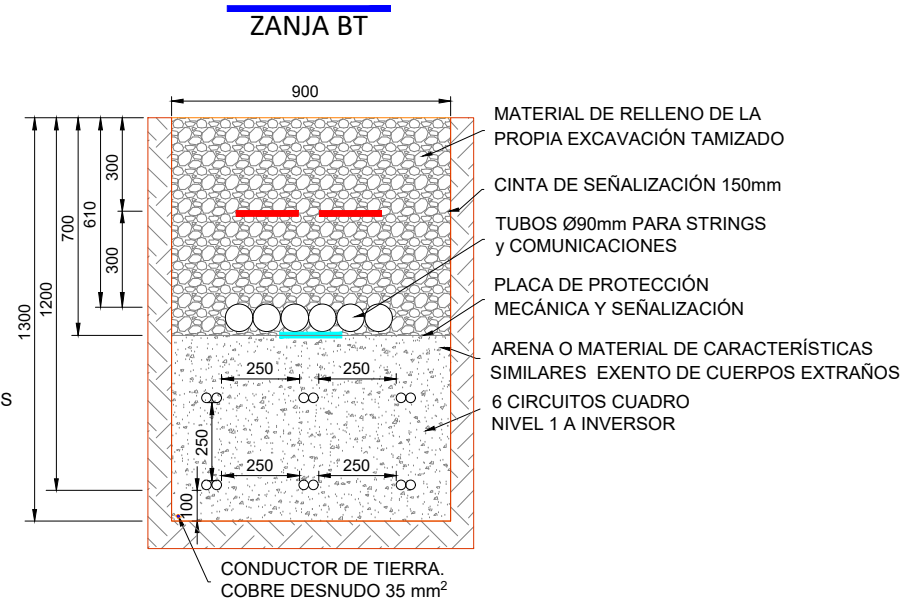 ZANJA BT
900
MATERIAL DE RELLENO DE LA
PROPIA EXCAVACIÓN TAMIZADO
CINTA DE SEÑALIZACIÓN 150mm
TUBOS Ø90mm PARA STRINGS
y COMUNICACIONES
PLACA DE PROTECCIÓN
MECÁNICA Y SEÑALIZACIÓN
ARENA O MATERIAL DE CARACTERÍSTICAS
SIMILARES EXENTO DE CUERPOS EXTRAÑOS
6 CIRCUITOS CUADRO
NIVEL 1 A INVERSOR
300
300
610
700
1200
1300
S
250
250
250
250
250
100
CONDUCTOR DE TIERRA.
COBRE DESNUDO 35 mm²